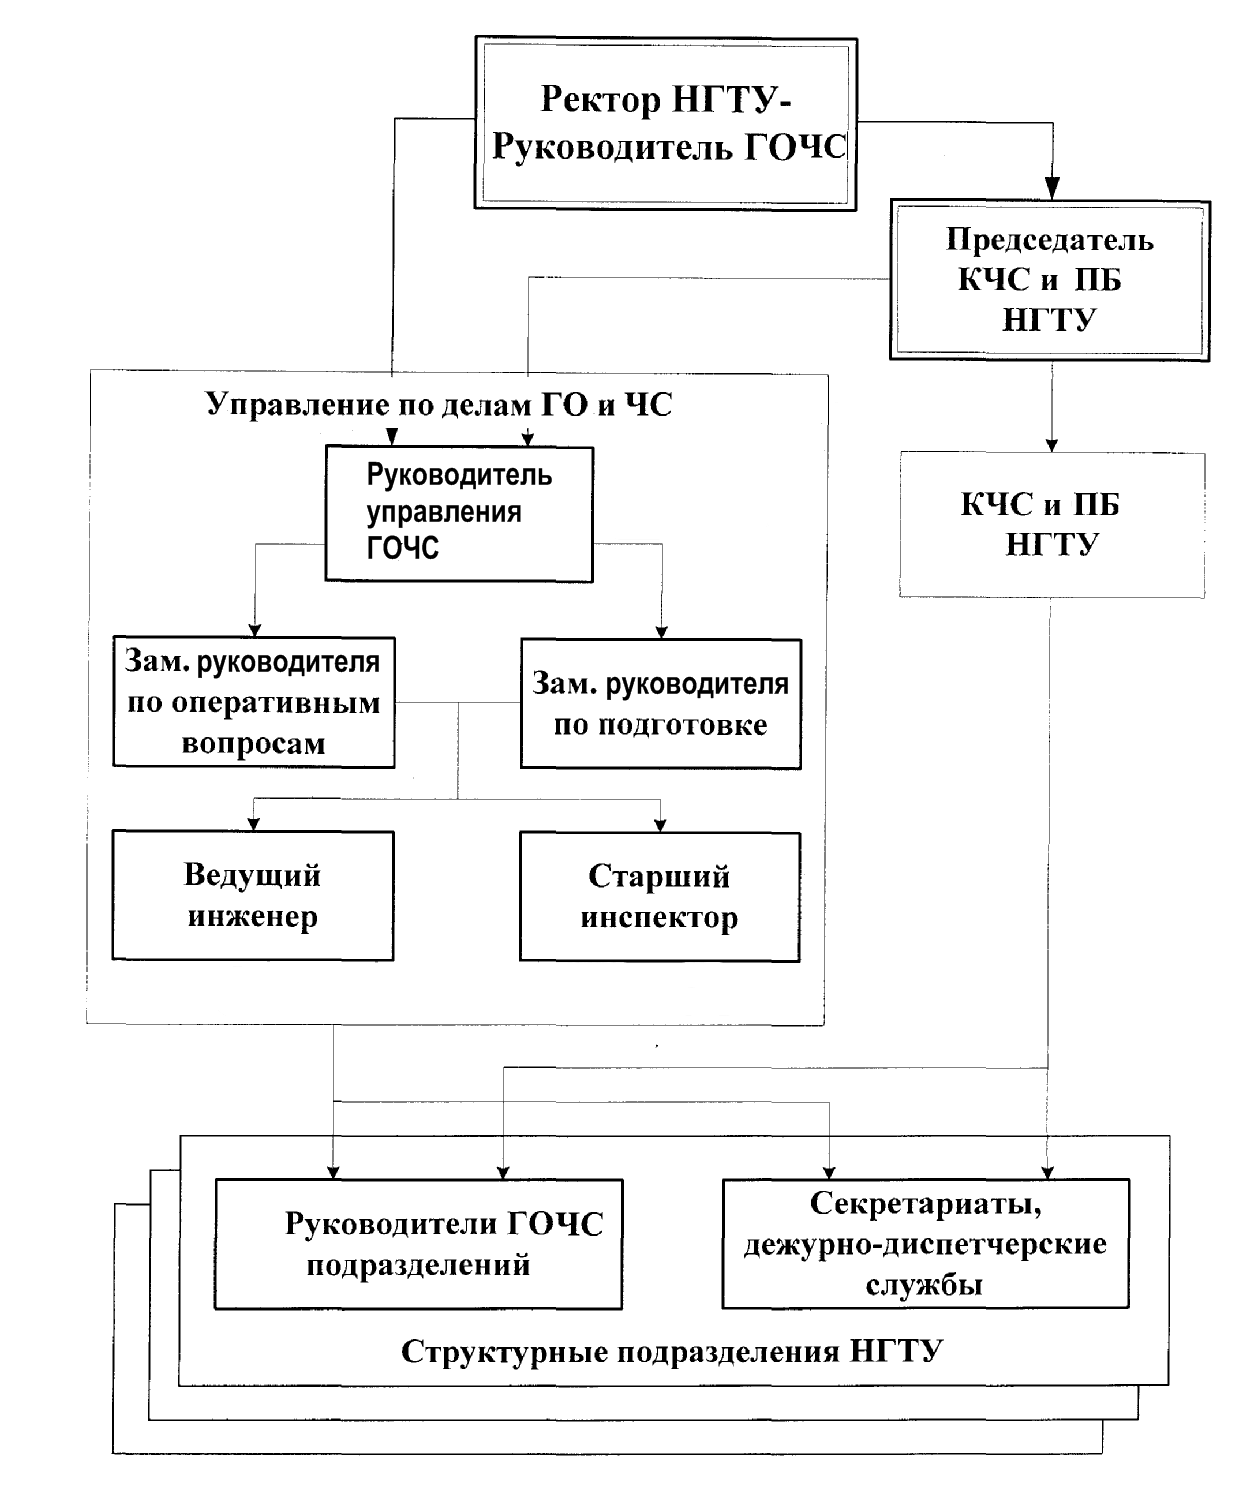 Ректор НГТУ-
Руководитель ГОЧС
Председатель
КЧС и ПБ
НГТУ
Управление по делам ГО и ЧС
Руководитель
управления
ГОЧС
КЧС и ПБ
НГТУ
Зам. руководителя
по оперативным
вопросам
Зам. руководителя
по подготовке
Ведущий
инженер
Старший
инспектор
Руководители ГОЧС
подразделений
Секретариаты,
дежурно-диспетчерские
службы
Структурные подразделения НГТУ